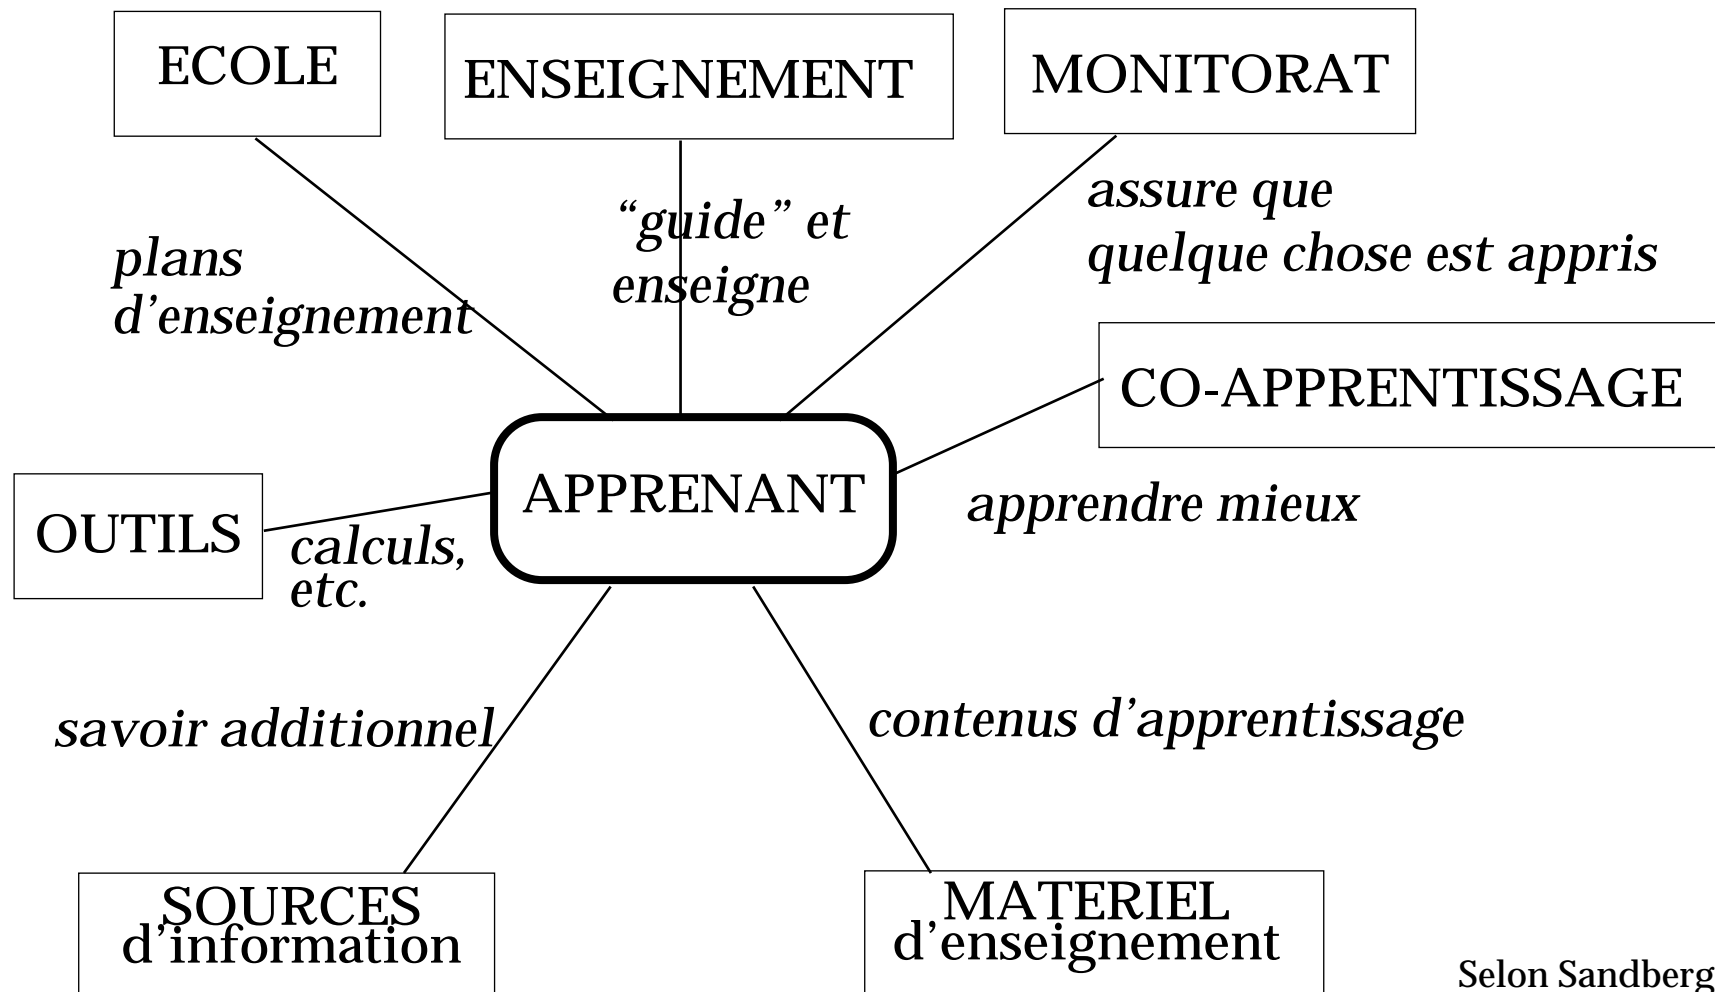 ECOLE
ENSEIGNEMENT
MONITORAT
plans
d’enseignement
“guide” et
enseigne
assure que
quelque chose est appris
CO-APPRENTISSAGE
APPRENANT
apprendre mieux
OUTILS
calculs,
etc.
savoir additionnel
contenus d’apprentissage
SOURCES
d’information
MATERIEL
d’enseignement
Selon Sandberg